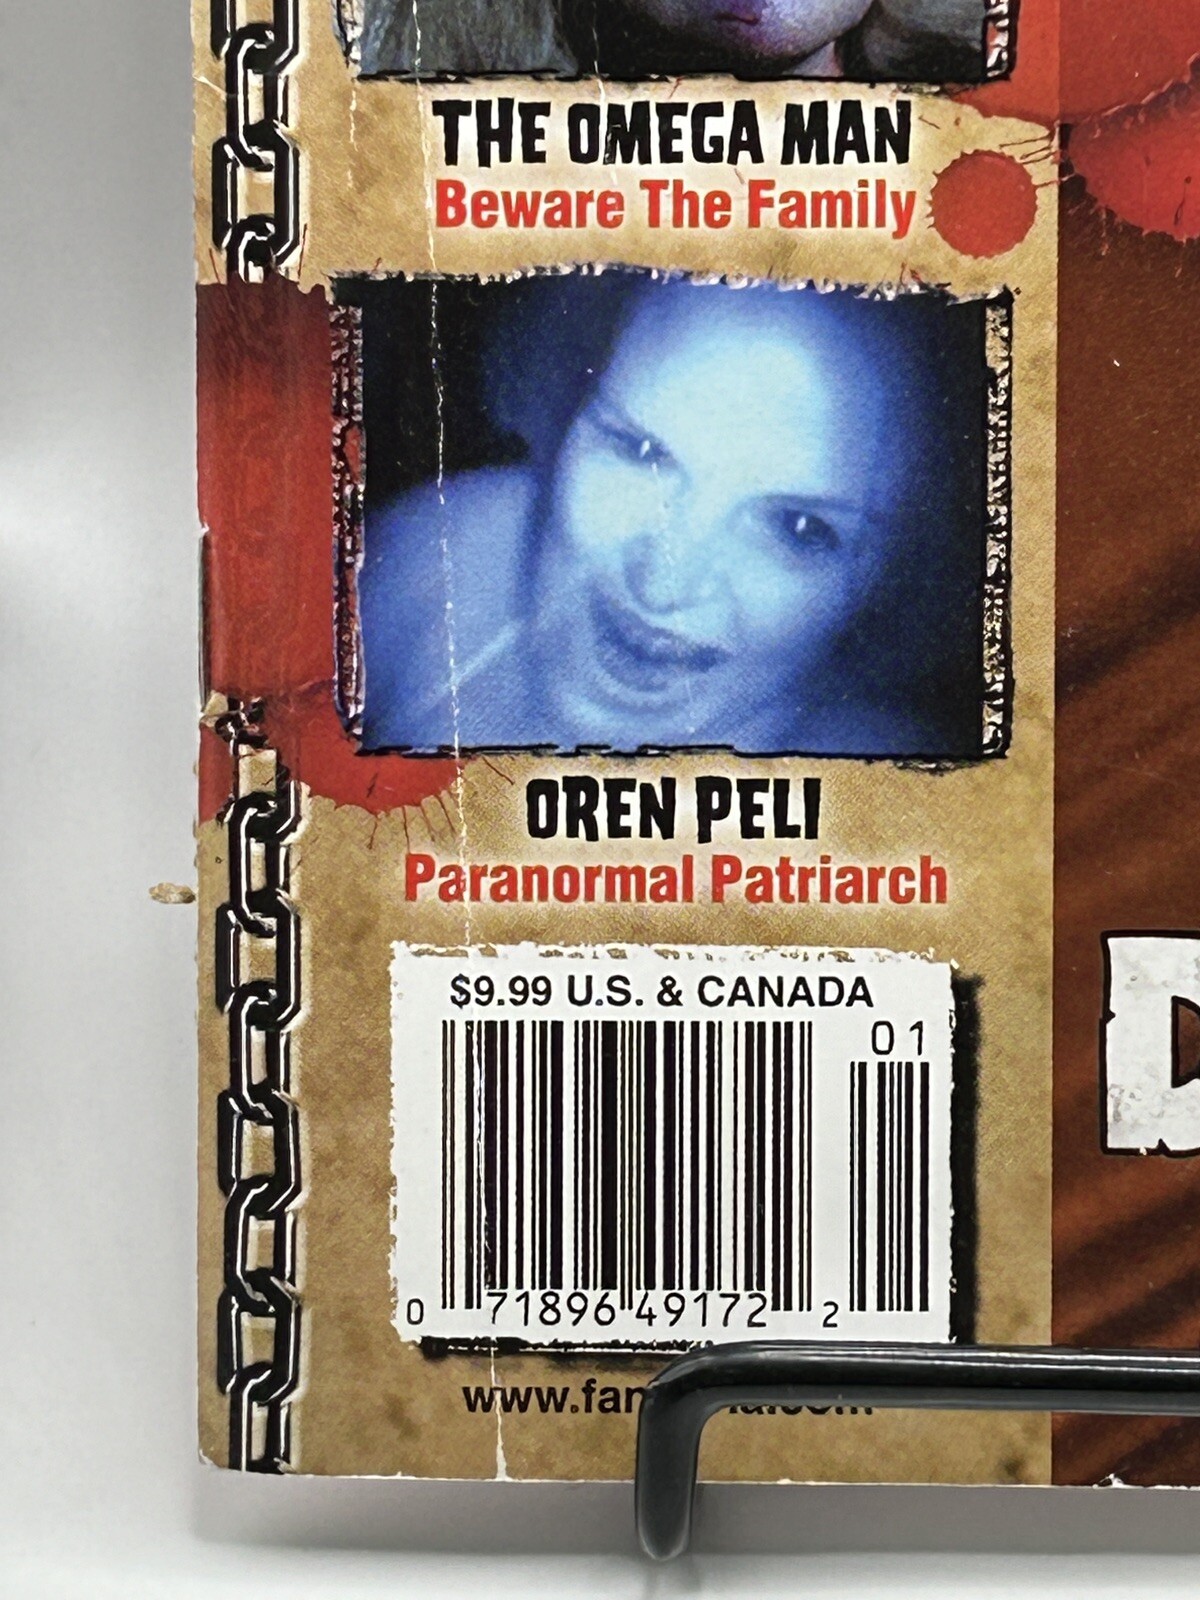 THE OMEGA MAN
Beware The Family
OREN PELI
Paranormal Patriarch
$9.99 U.S. & CANADA
01
0 71896 49172 2